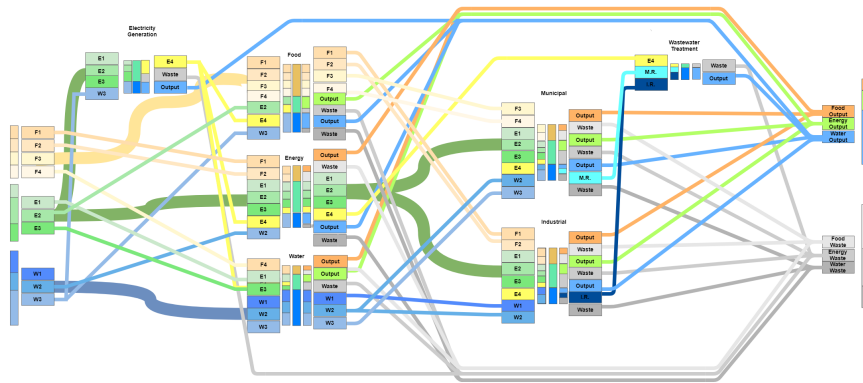 Electricity
Generation
E1
E2
E3
W3
E4
Waste
Output
F1
F2
F3
F4
E1
E2
E3
W1
W2
W3
Food
F1
F2
F3
F4
E2
E4
W3
F1
F2
F3
F4
Output
Waste
Output
Waste
Energy
F1
F2
E1
E2
E3
E4
W2
Output
Waste
E1
E2
E3
E4
Output
Waste
Water
F4
E1
E3
W1
W2
W3
Output
Output
Waste
W1
W2
W3
Municipal
F3
F4
E1
E2
E3
E4
W2
W3
Output
Waste
Output
Waste
Output
M.R.
Waste
Industrial
F1
F2
E1
E2
E3
E4
W1
W2
Output
Waste
Output
Waste
Output
I.R.
Waste
Wastewater
Treatment
E4
M.R.
I.R.
Waste
Output
Food
Output
Energy
Output
Water
Output
Food
Waste
Energy
Waste
Water
Waste